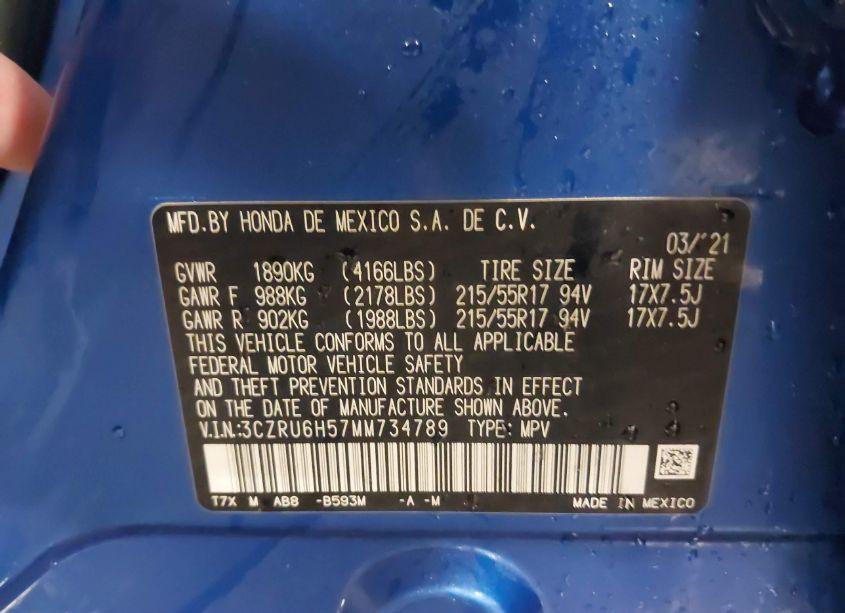 MFD.BY HONDA DE MEXICO S.A. DE C.V.
03/'21
GVWR 1890KG (4166LBS) TIRE SIZE RIM SIZE
GAWR F 988KG (2178LBS) 215/55R17 94V 17X7.5J
GAWR R 902KG (1988LBS) 215/55R17 94V 17X7.5J
THIS VEHICLE CONFORMS TO ALL APPLICABLE
FEDERAL MOTOR VEHICLE SAFETY
AND THEFT PREVENTION STANDARDS IN EFFECT
ON THE DATE OF MANUFACTURE SHOWN ABOVE.
V.I.N:3CZRU6H57MM734789 TYPE: MPV
T7X M AB8 -B593M -A -M MADE IN MEXICO